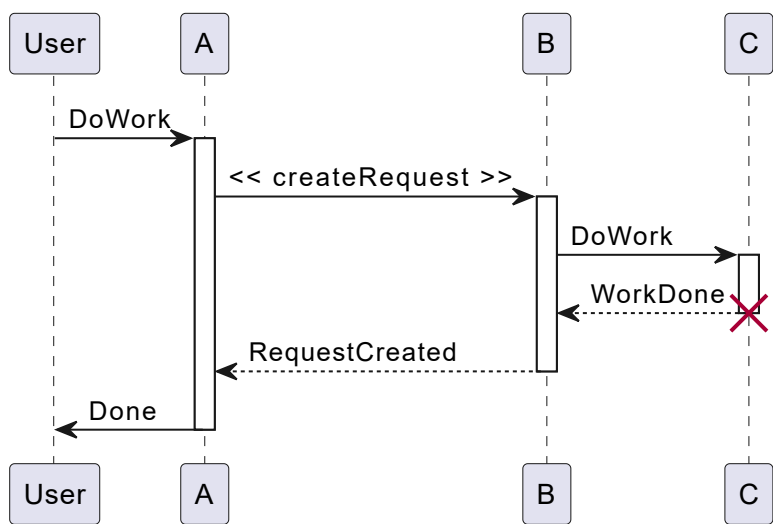 User A B C
DoWork
<< createRequest >>
DoWork
WorkDone
RequestCreated
Done
User A B C